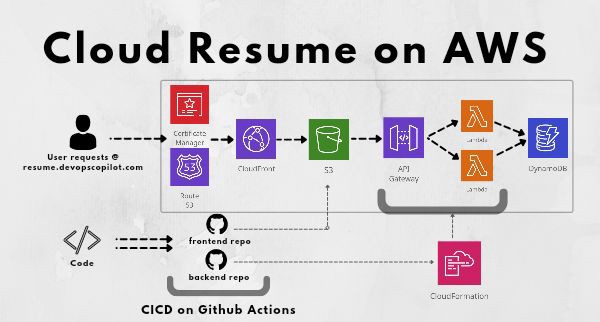 Cloud Resume on AWS
User requests @
resume.devopscopilot.com
Certificate
Manager
53
Route
53
CloudFront
S3
API
Gateway
Lambda
Lambda
DynamoDB
Code
frontend repo
backend repo
CloudFormation
CICD on Github Actions